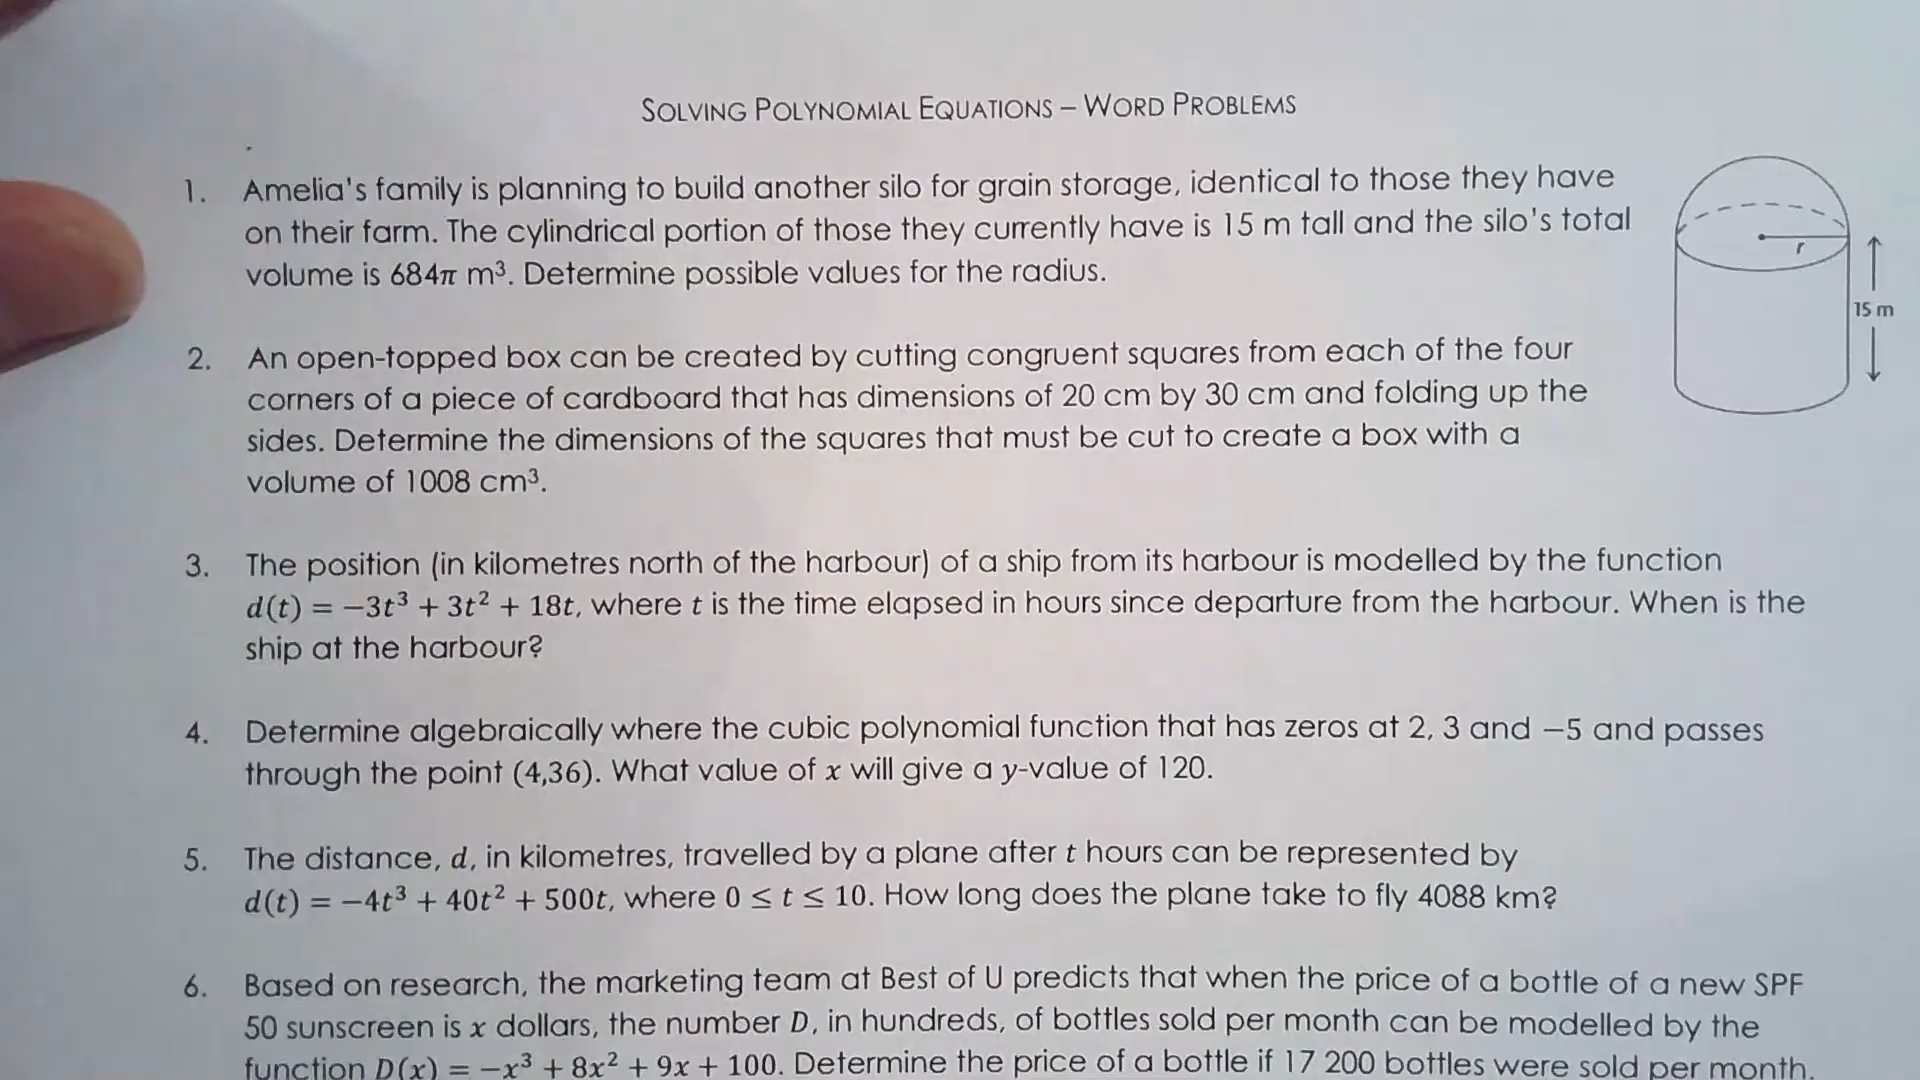 SOLVING POLYNOMIAL EQUATIONS – WORD PROBLEMS
1. Amelia's family is planning to build another silo for grain storage, identical to those they have
on their farm. The cylindrical portion of those they currently have is 15 m tall and the silo's total
volume is 684π m³. Determine possible values for the radius.
r
15 m
2. An open-topped box can be created by cutting congruent squares from each of the four
corners of a piece of cardboard that has dimensions of 20 cm by 30 cm and folding up the
sides. Determine the dimensions of the squares that must be cut to create a box with a
volume of 1008 cm³.
3. The position (in kilometres north of the harbour) of a ship from its harbour is modelled by the function
d(t) = −3t³ + 3t² + 18t, where t is the time elapsed in hours since departure from the harbour. When is the
ship at the harbour?
4. Determine algebraically where the cubic polynomial function that has zeros at 2, 3 and −5 and passes
through the point (4,36). What value of x will give a y-value of 120.
5. The distance, d, in kilometres, travelled by a plane after t hours can be represented by
d(t) = −4t³ + 40t² + 500t, where 0 ≤ t ≤ 10. How long does the plane take to fly 4088 km?
6. Based on research, the marketing team at Best of U predicts that when the price of a bottle of a new SPF
50 sunscreen is x dollars, the number D, in hundreds, of bottles sold per month can be modelled by the
function D(x) = −x³ + 8x² + 9x + 100. Determine the price of a bottle if 17 200 bottles were sold per month.